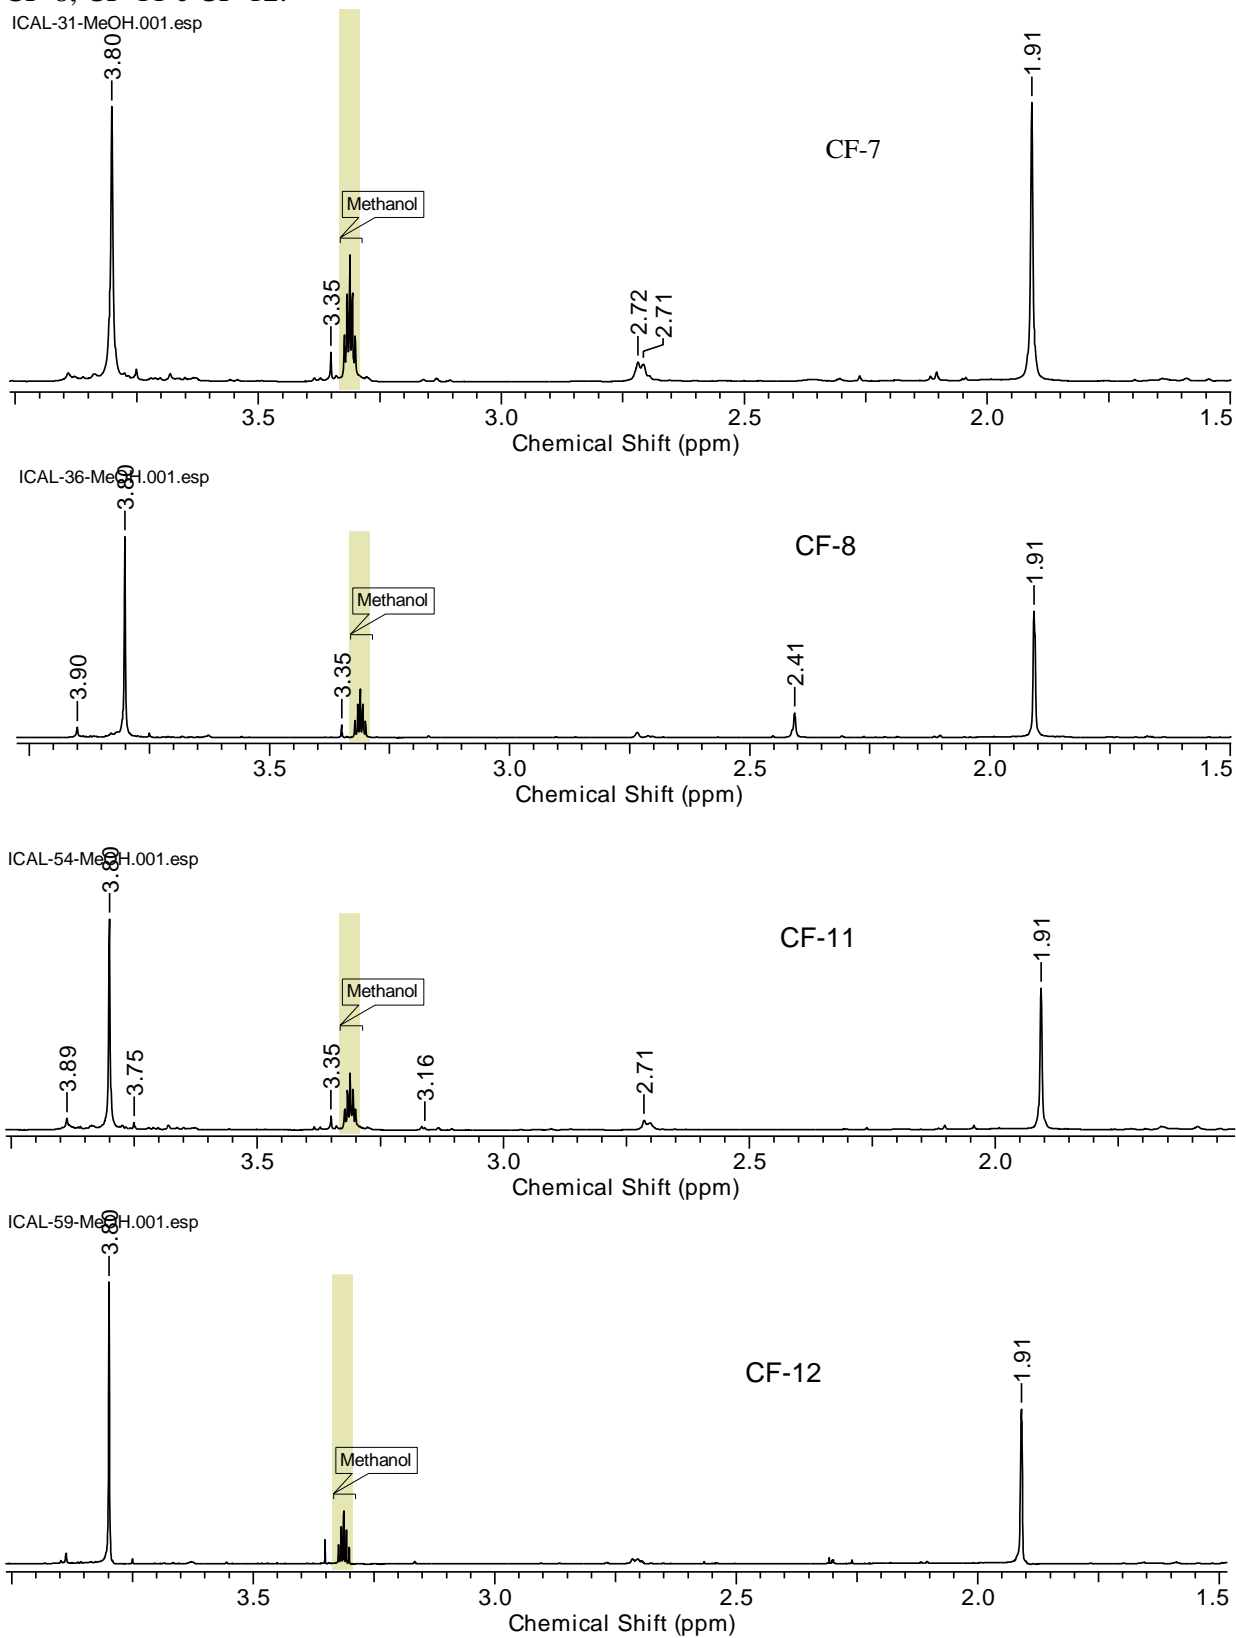 ICAL-31-MeOH.001.esp
3.80
1.91
CF-7
Methanol
3.35
2.72
2.71
3.5 3.0 2.5 2.0 1.5
Chemical Shift (ppm)
ICAL-36-MeOH.001.esp
3.80
CF-8
1.91
Methanol
3.90
3.35
2.41
3.5 3.0 2.5 2.0 1.5
Chemical Shift (ppm)
ICAL-54-MeOH.001.esp
3.80
CF-11
1.91
Methanol
3.89
3.75
3.35
3.16
2.71
3.5 3.0 2.5 2.0
Chemical Shift (ppm)
ICAL-59-MeOH.001.esp
3.80
CF-12
1.91
Methanol
3.5 3.0 2.5 2.0 1.5
Chemical Shift (ppm)